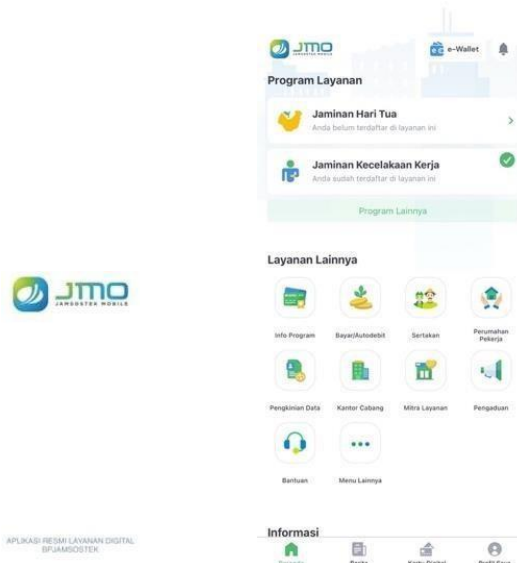 JMO
JAMSOSTEK MOBILE
APLIKASI RESMI LAYANAN DIGITAL
BPJAMSOSTEK
JMO
JAMSOSTEK MOBILE
e-Wallet
Program Layanan
Jaminan Hari Tua
Anda belum terdaftar di layanan ini
Jaminan Kecelakaan Kerja
Anda sudah terdaftar di layanan ini
Program Lainnya
Layanan Lainnya
Info Program Bayar/Autodebit Sertakan Perumahan
Pekerja
Pengkinian Data Kantor Cabang Mitra Layanan Pengaduan
Bantuan Menu Lainnya
Informasi
Beranda Berita Kartu Digital Profil Saya